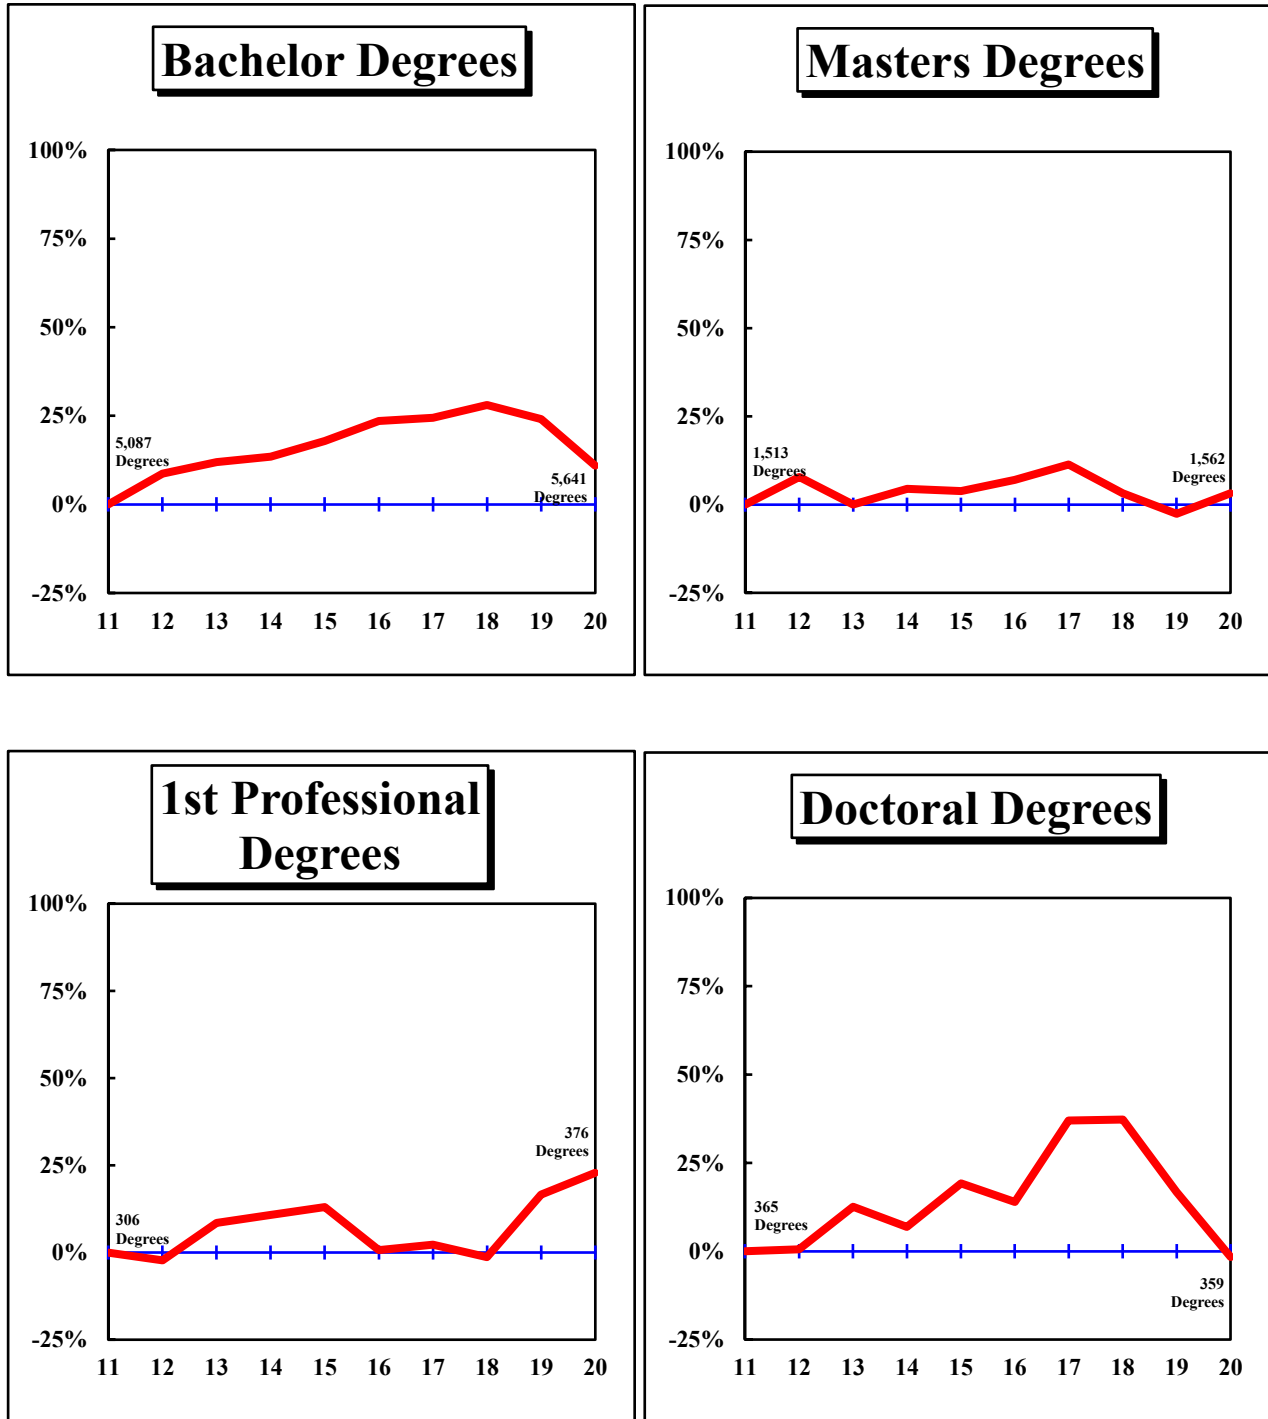 Bachelor Degrees
100%
75%
50%
25%
0%
-25%
5,087
Degrees
5,641
Degrees
11 12 13 14 15 16 17 18 19 20
Masters Degrees
100%
75%
50%
25%
0%
-25%
1,513
Degrees
1,562
Degrees
11 12 13 14 15 16 17 18 19 20
1st Professional
Degrees
100%
75%
50%
25%
0%
-25%
306
Degrees
376
Degrees
11 12 13 14 15 16 17 18 19 20
Doctoral Degrees
100%
75%
50%
25%
0%
-25%
365
Degrees
359
Degrees
11 12 13 14 15 16 17 18 19 20